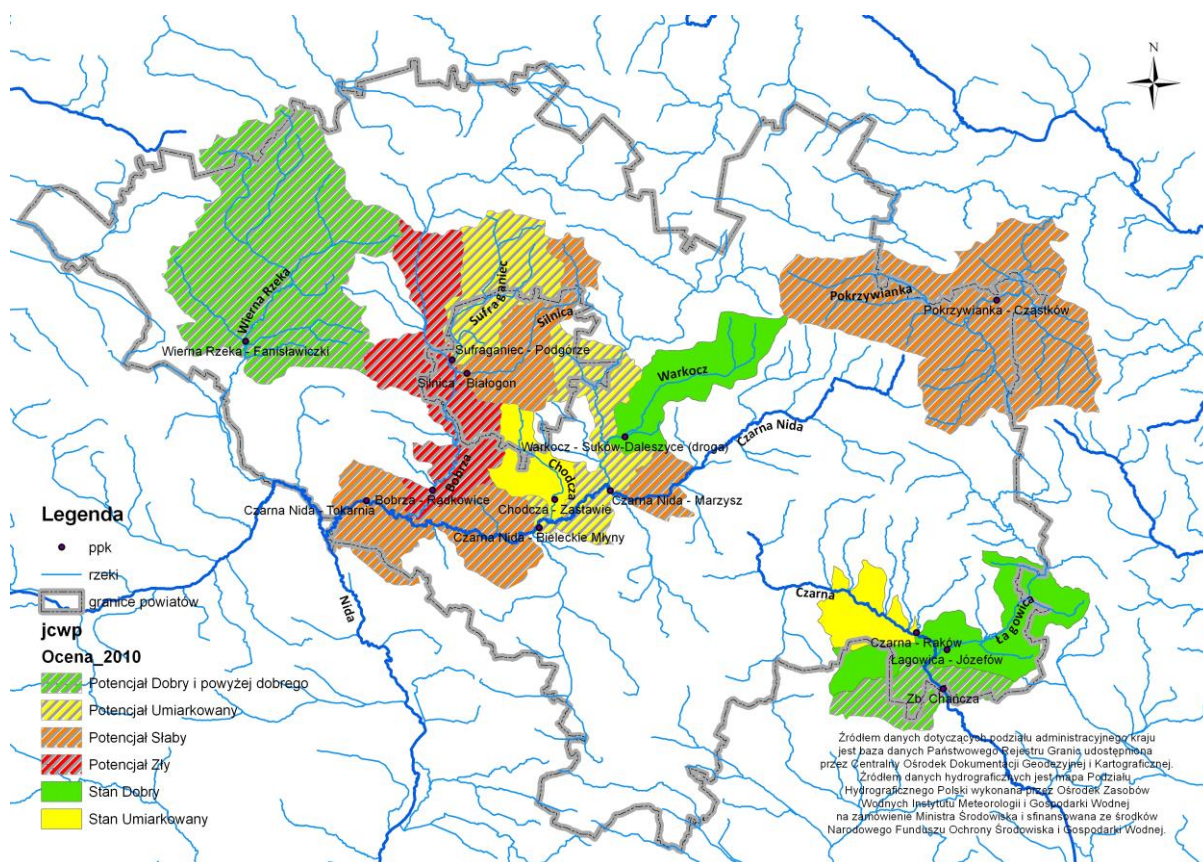 N
Wierna Rzeka
Wierna Rzeka - Fanisławiczki
Sufraganiec
Silnica
Sufraganiec - Podgórze
Silnica - Białogon
Pokrzywianka
Pokrzywianka - Cząstków
Warkocz
Warkocz - Suków-Daleszyce (droga)
Czarna Nida
Bobrza
Chodcza
Bobrza - Radkowice
Czarna Nida - Tokarnia
Chodcza - Zastawie
Czarna Nida - Marzysz
Czarna Nida - Bieleckie Młyny
Nida
Czarna
Łagowica
Czarna - Raków
Łagowica - Józefów
Zb. Chańcza
Legenda
ppk
rzeki
granice powiatów
jcwp
Ocena_2010
Potencjał Dobry i powyżej dobrego
Potencjał Umiarkowany
Potencjał Słaby
Potencjał Zły
Stan Dobry
Stan Umiarkowany
Źródłem danych dotyczących podziału administracyjnego kraju
jest baza danych Państwowego Rejestru Granic udostępniona
przez Centralny Ośrodek Dokumentacji Geodezyjnej i Kartograficznej.
Źródłem danych hydrograficznych jest mapa Podziału
Hydrograficznego Polski wykonana przez Ośrodek Zasobów
Wodnych Instytutu Meteorologii i Gospodarki Wodnej
na zamówienie Ministra Środowiska i sfinansowana ze środków
Narodowego Funduszu Ochrony Środowiska i Gospodarki Wodnej.